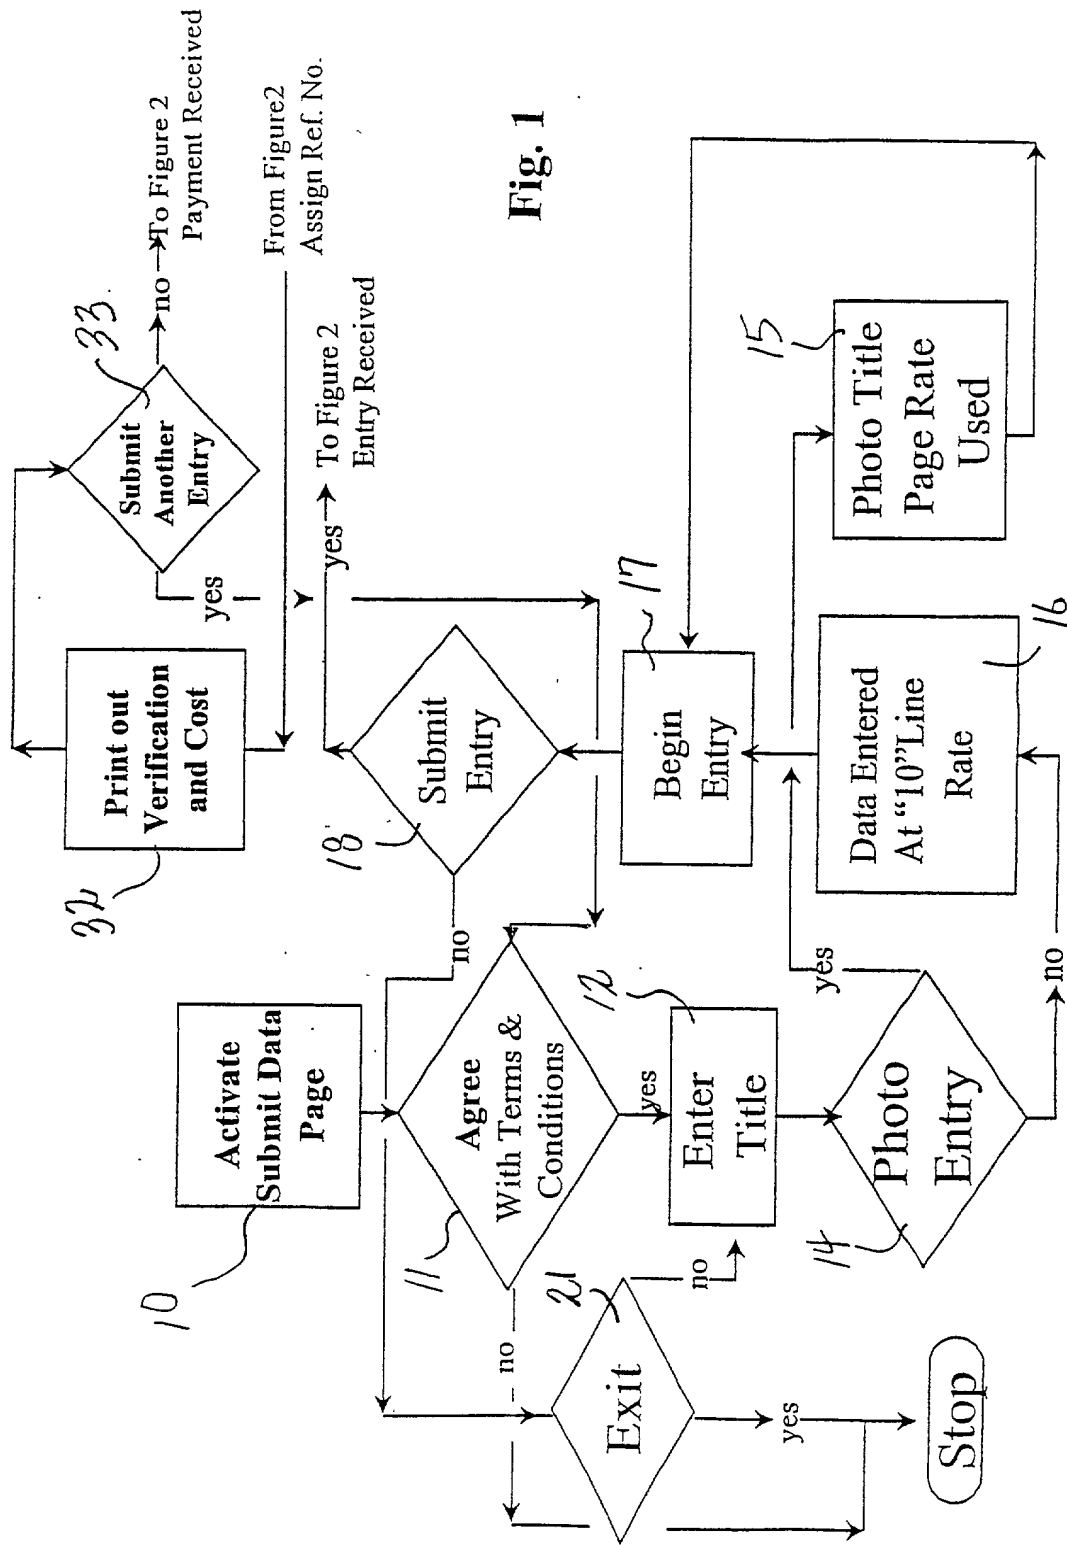 10
Activate
Submit Data
Page
32
Print out
Verification
and Cost
33
Submit
Another
Entry
no
To Figure 2
Payment Received
yes
From Figure2
Assign Ref. No.
11
Agree
With Terms &
Conditions
no
yes
18
Submit
Entry
no
yes
To Figure 2
Entry Received
Fig. 1
21
Exit
no
yes
12
Enter
Title
17
Begin
Entry
14
Photo
Entry
yes
no
16
Data Entered
At “10”Line
Rate
15
Photo Title
Page Rate
Used
Stop